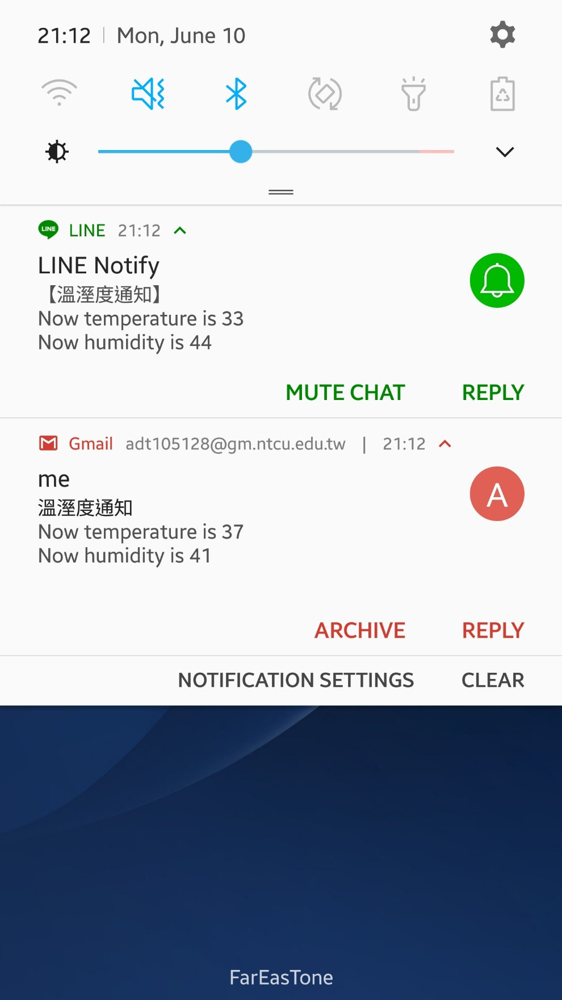 21:12 | Mon, June 10
LINE 21:12
LINE Notify
【溫溼度通知】
Now temperature is 33
Now humidity is 44
MUTE CHAT REPLY
Gmail adt105128@gm.ntcu.edu.tw | 21:12
me
A
溫溼度通知
Now temperature is 37
Now humidity is 41
ARCHIVE REPLY
NOTIFICATION SETTINGS CLEAR
FarEasTone